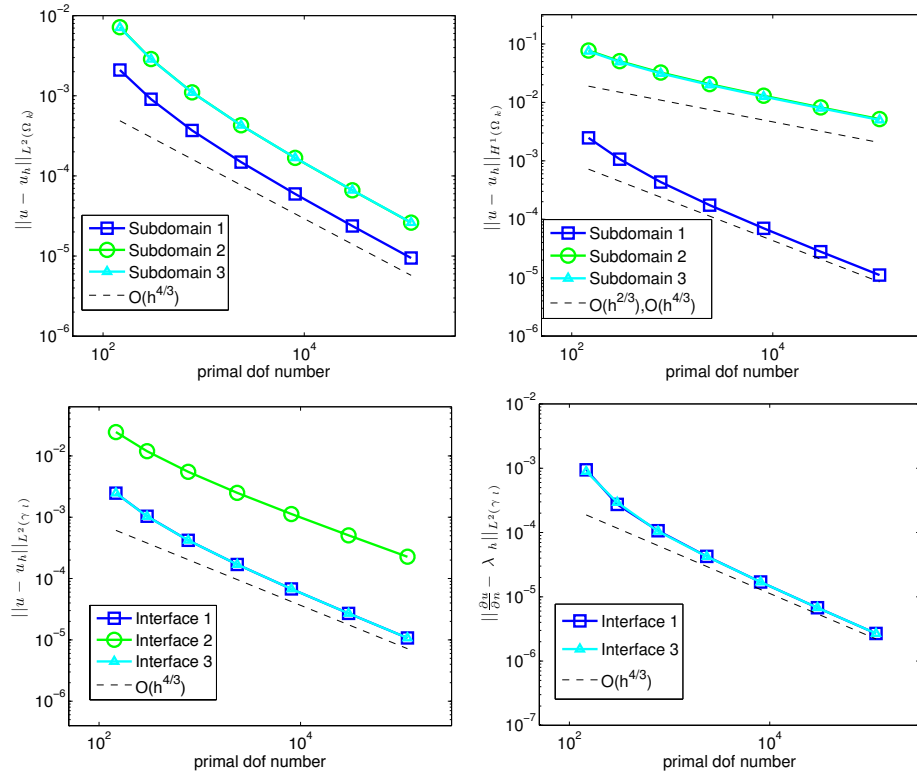 10^-2
10^-3
10^-4
10^-5
10^-6
||u − u_h||_{L^2(Ω_k)}
Subdomain 1
Subdomain 2
Subdomain 3
O(h^{4/3})
10^2
10^4
primal dof number
10^-1
10^-2
10^-3
10^-4
10^-5
10^-6
||u − u_h||_{H^1(Ω_k)}
Subdomain 1
Subdomain 2
Subdomain 3
O(h^{2/3}),O(h^{4/3})
10^2
10^4
primal dof number
10^-2
10^-3
10^-4
10^-5
10^-6
||u − u_h||_{L^2(γ_l)}
Interface 1
Interface 2
Interface 3
O(h^{4/3})
10^2
10^4
primal dof number
10^-2
10^-3
10^-4
10^-5
10^-6
10^-7
||∂u/∂n − λ_h||_{L^2(γ_l)}
Interface 1
Interface 3
O(h^{4/3})
10^2
10^4
primal dof number